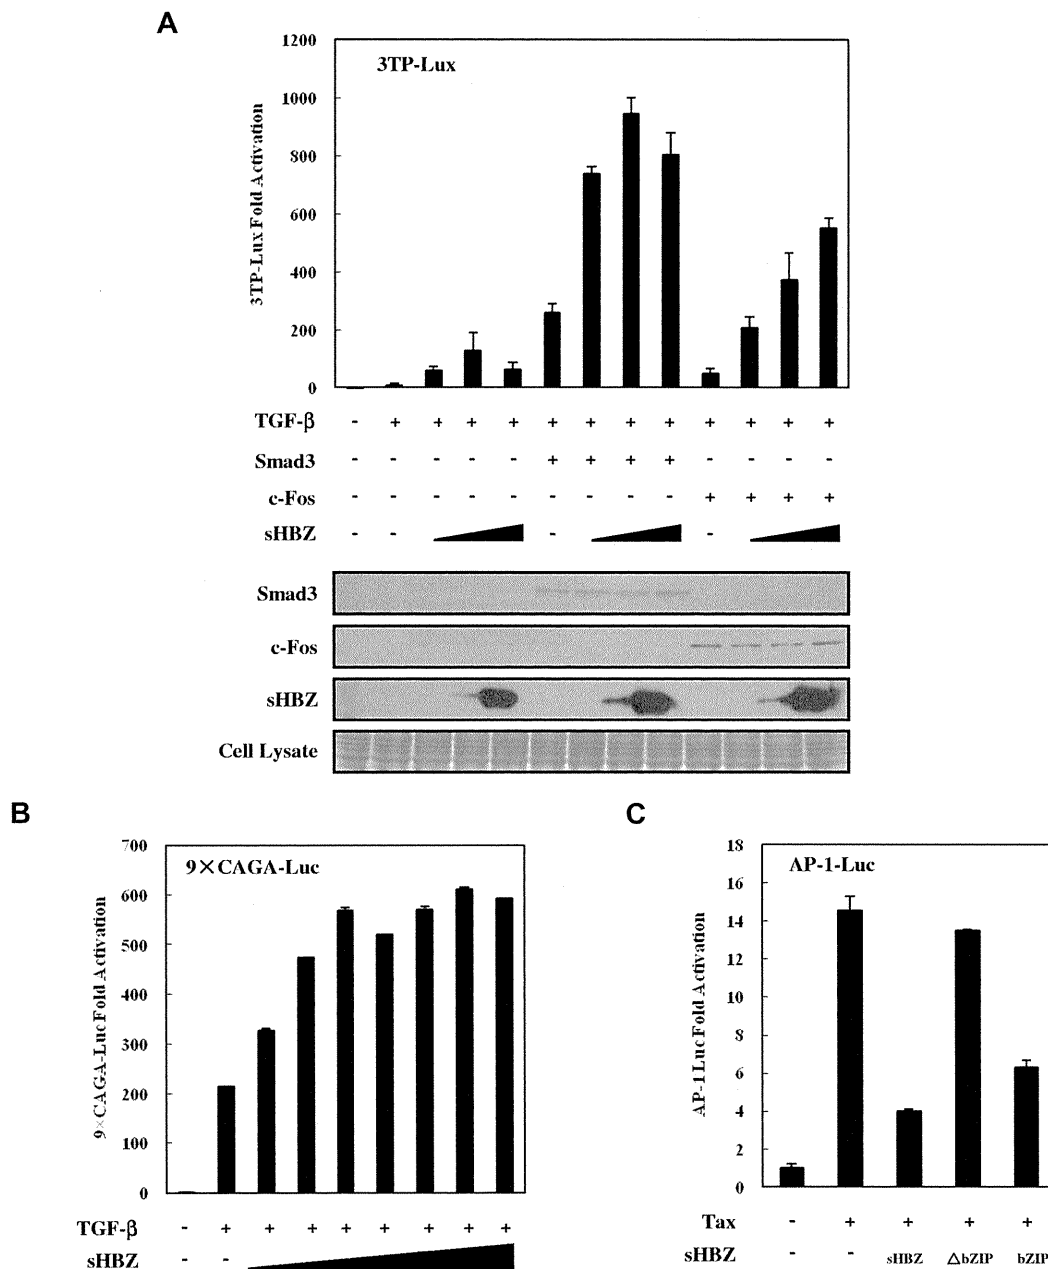 A
3TP-Lux
3TP-Lux Fold Activation
1200
1000
800
600
400
200
0
TGF-β - + + + + + + + + + + + +
Smad3 - - - - - + + + + - - - -
c-Fos - - - - - - - - - + + + +
sHBZ - - - -
Smad3
c-Fos
sHBZ
Cell Lysate
B
9×CAGA-Luc
9×CAGA-Luc Fold Activation
700
600
500
400
300
200
100
0
TGF-β - + + + + + + + +
sHBZ - -
C
AP-1-Luc
AP-1Luc Fold Activation
18
16
14
12
10
8
6
4
2
0
Tax - + + + +
sHBZ - - sHBZ △bZIP bZIP